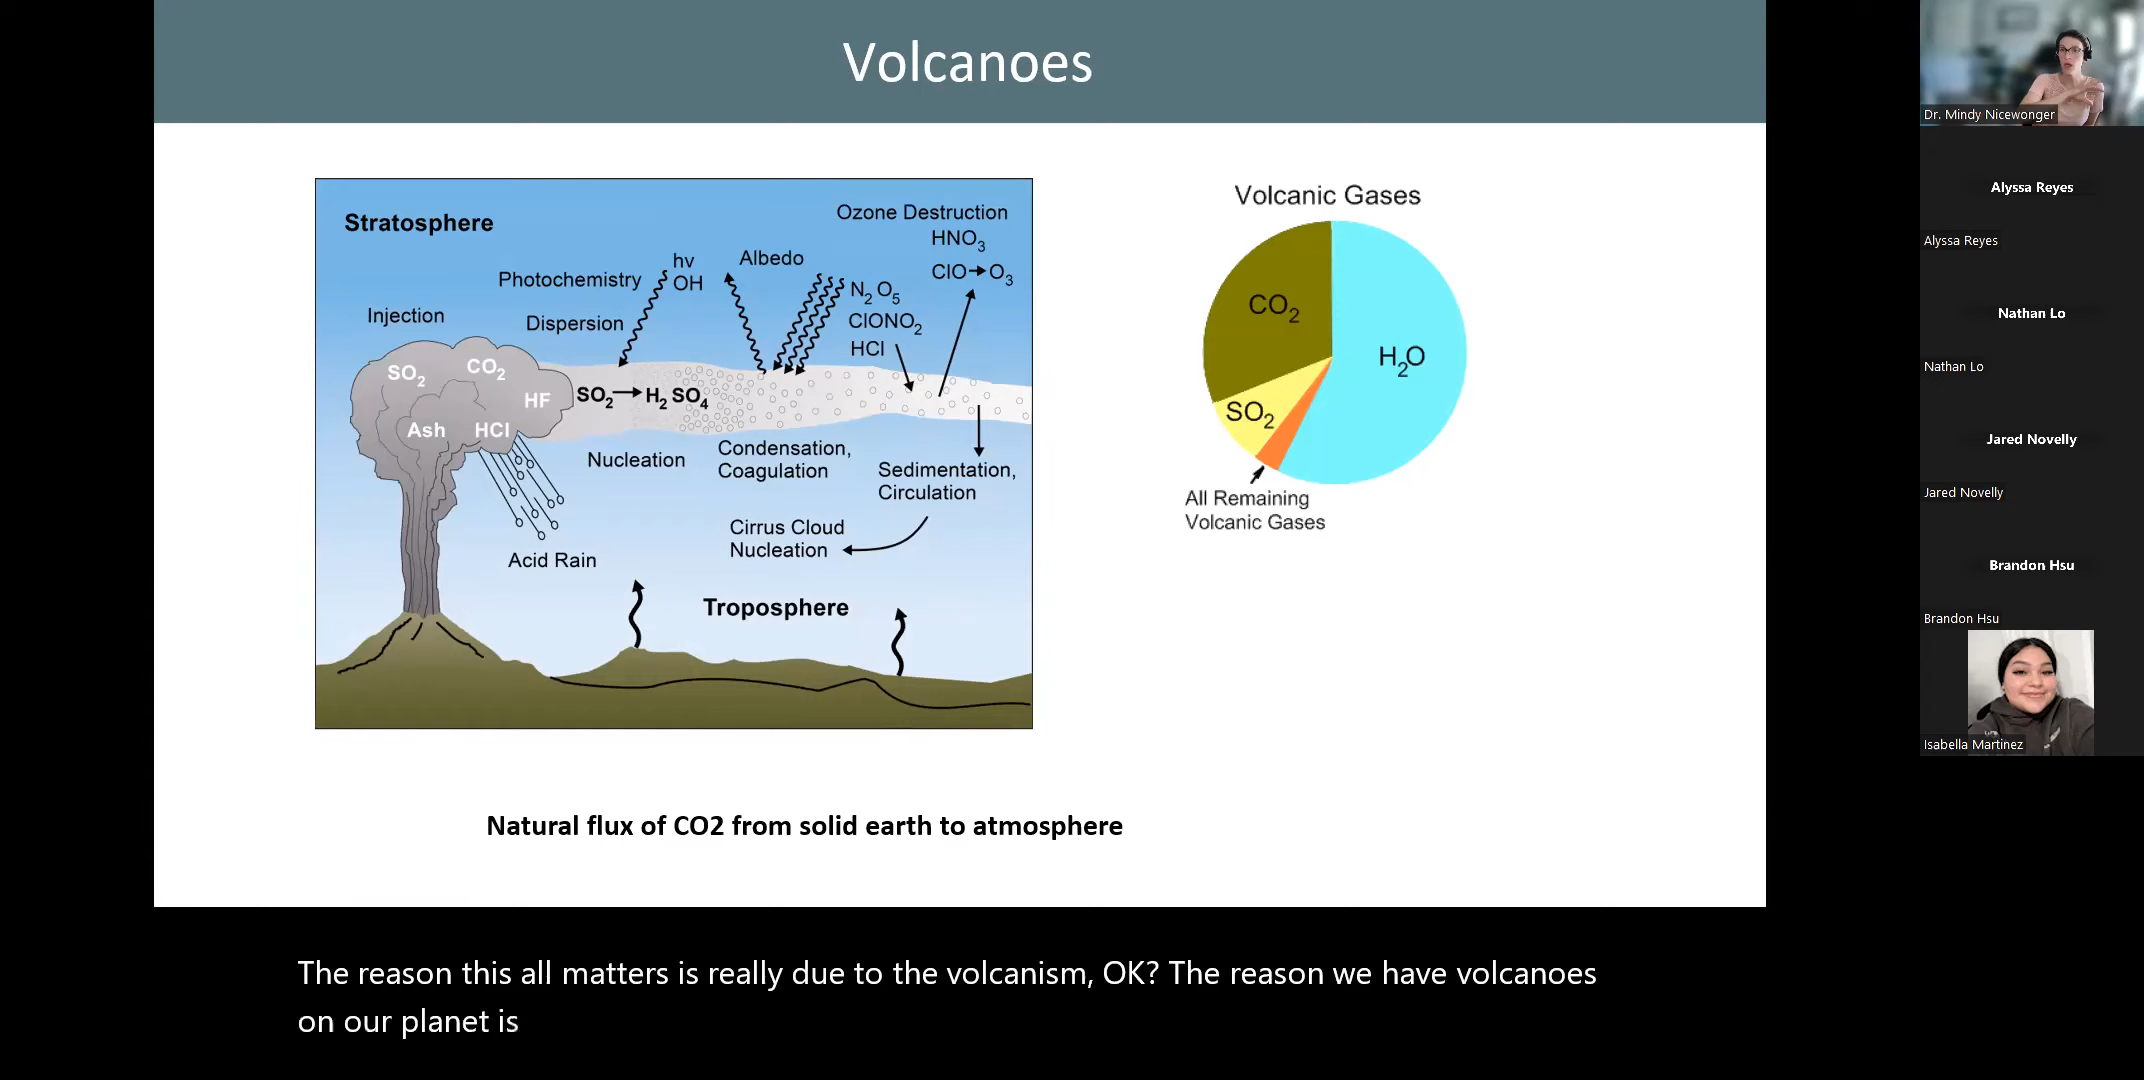 Volcanoes
Stratosphere
Ozone Destruction
HNO3
ClO→O3
hv
OH
Albedo
Photochemistry
N2 O5
ClONO2
HCl
Injection
Dispersion
SO2
CO2
HF
SO2→H2 SO4
Ash
HCl
Nucleation
Condensation,
Coagulation
Sedimentation,
Circulation
Cirrus Cloud
Nucleation
Acid Rain
Troposphere
Volcanic Gases
CO2
H2O
SO2
All Remaining
Volcanic Gases
Natural flux of CO2 from solid earth to atmosphere
The reason this all matters is really due to the volcanism, OK? The reason we have volcanoes
on our planet is
Dr. Mindy Nicewonger
Alyssa Reyes
Alyssa Reyes
Nathan Lo
Nathan Lo
Jared Novelly
Jared Novelly
Brandon Hsu
Brandon Hsu
Isabella Martinez